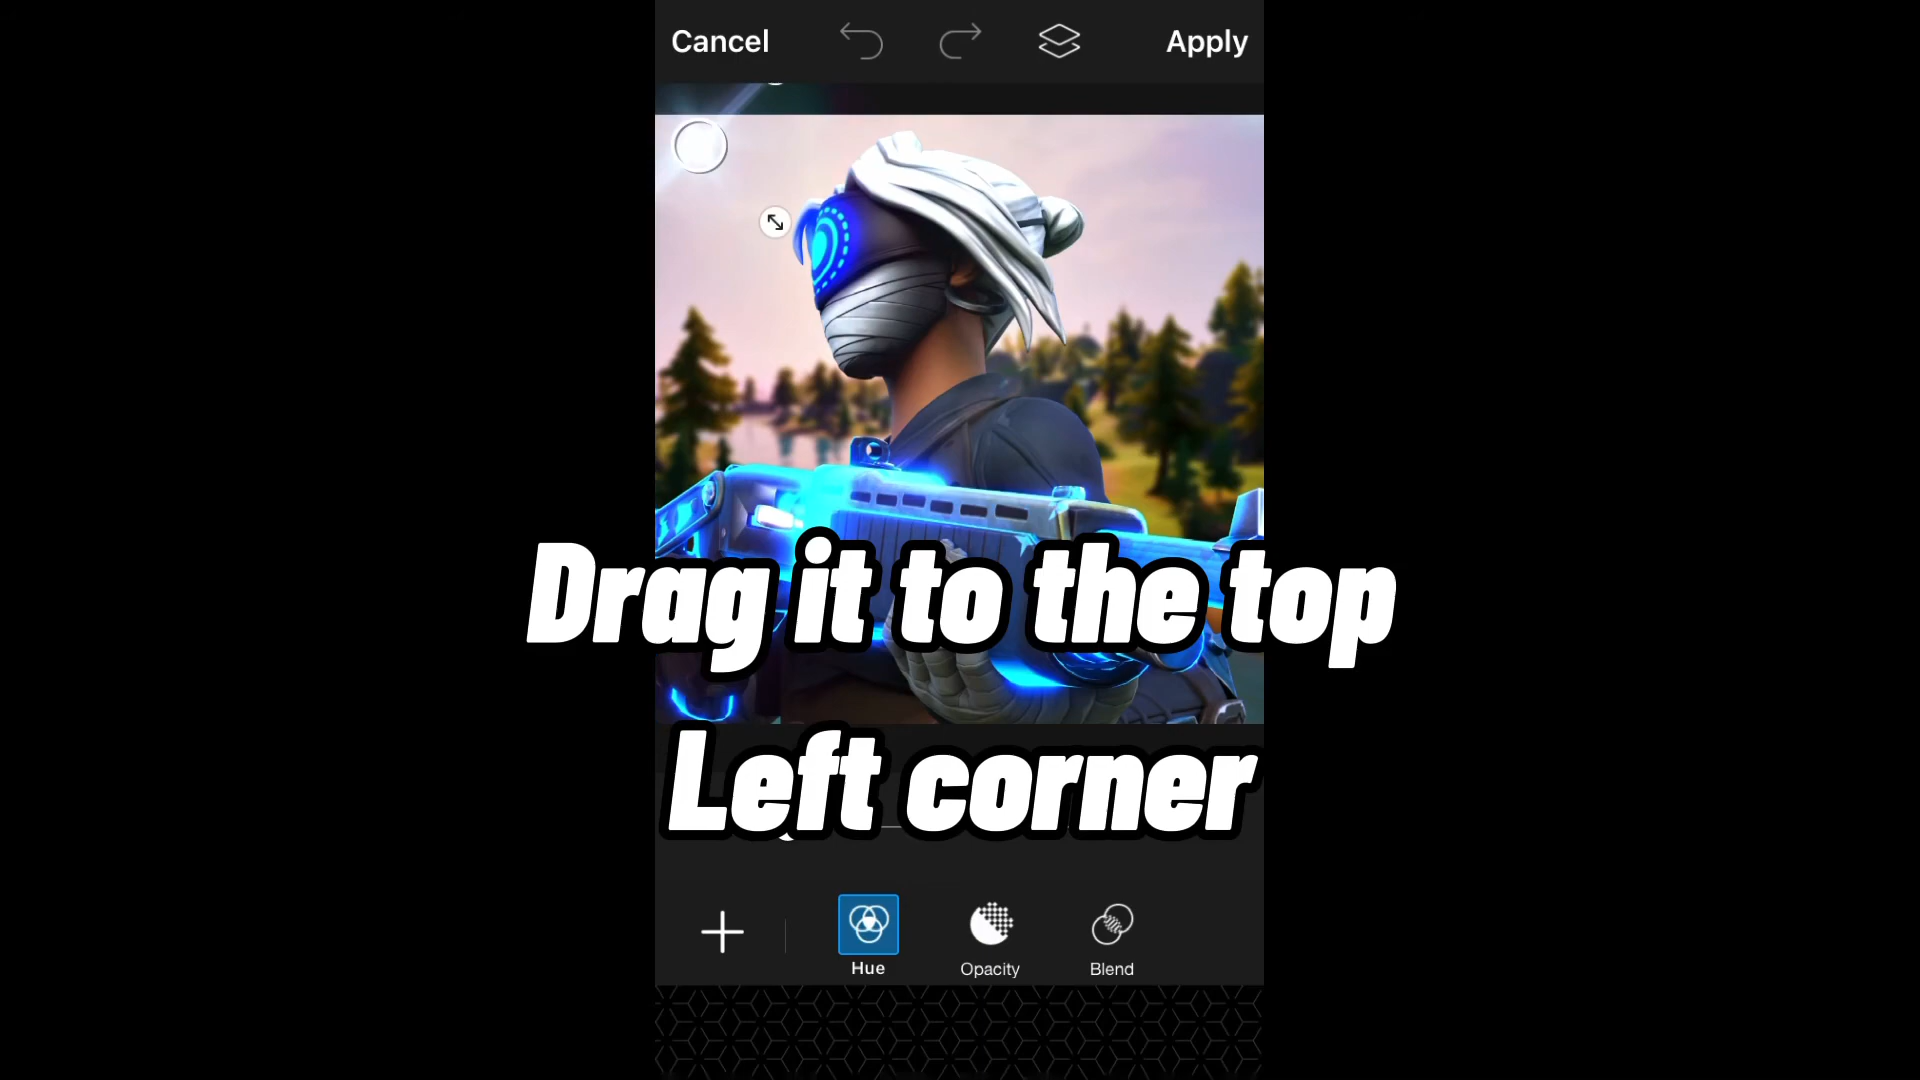 Cancel
Apply
Drag it to the top
Left corner
Hue
Opacity
Blend